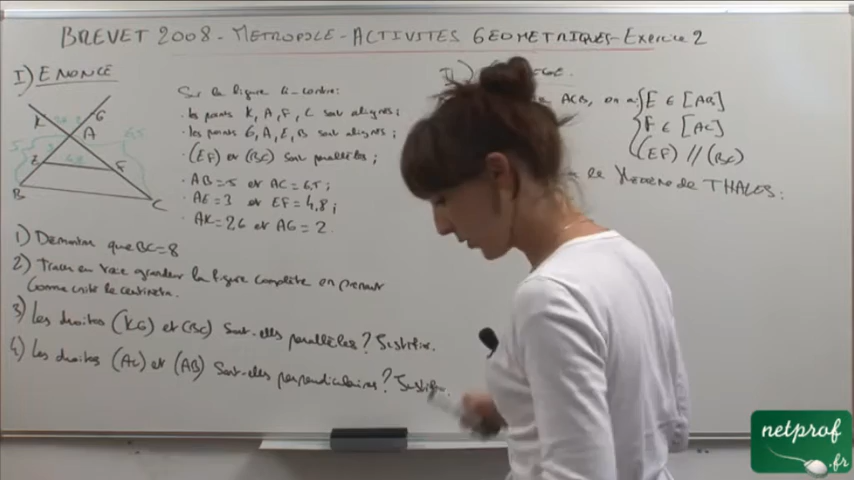 BREVET 2008 - METROPOLE - ACTIVITES GEOMETRIQUES - Exercice 2
I) ENONCE
K
G
A
E
F
B
C
Sur la figure ci-contre:
. les points K, A, F, C sont alignés;
. les points G, A, E, B sont alignés;
. (EF) et (BC) sont parallèles;
. AB=5 et AC=6,5;
. AE=3 et EF=4,8;
. AK=2,6 et AG=2.
1) Démontrer que BC=8
2) Tracer en vraie grandeur la figure complète en prenant
comme unité le centimètre.
3) Les droites (KG) et (BC) sont-elles parallèles? Justifier.
4) Les droites (AC) et (AB) sont-elles perpendiculaires? Justifier.
II)
ACB, on a { E ∈ [AB]
F ∈ [AC]
(EF) // (BC)
le théorème de THALES:
netprof
.fr